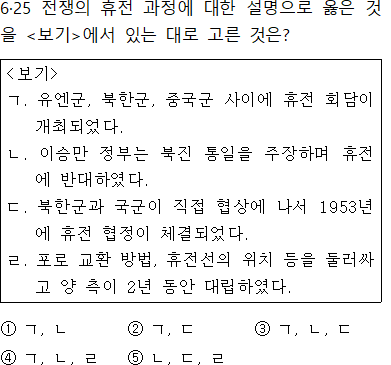 6·25 전쟁의 휴전 과정에 대한 설명으로 옳은 것
을 <보기>에서 있는 대로 고른 것은?
<보기>
ㄱ. 유엔군, 북한군, 중국군 사이에 휴전 회담이
개최되었다.
ㄴ. 이승만 정부는 북진 통일을 주장하며 휴전
에 반대하였다.
ㄷ. 북한군과 국군이 직접 협상에 나서 1953년
에 휴전 협정이 체결되었다.
ㄹ. 포로 교환 방법, 휴전선의 위치 등을 둘러싸
고 양 측이 2년 동안 대립하였다.
① ㄱ, ㄴ ② ㄱ, ㄷ ③ ㄱ, ㄴ, ㄷ
④ ㄱ, ㄴ, ㄹ ⑤ ㄴ, ㄷ, ㄹ